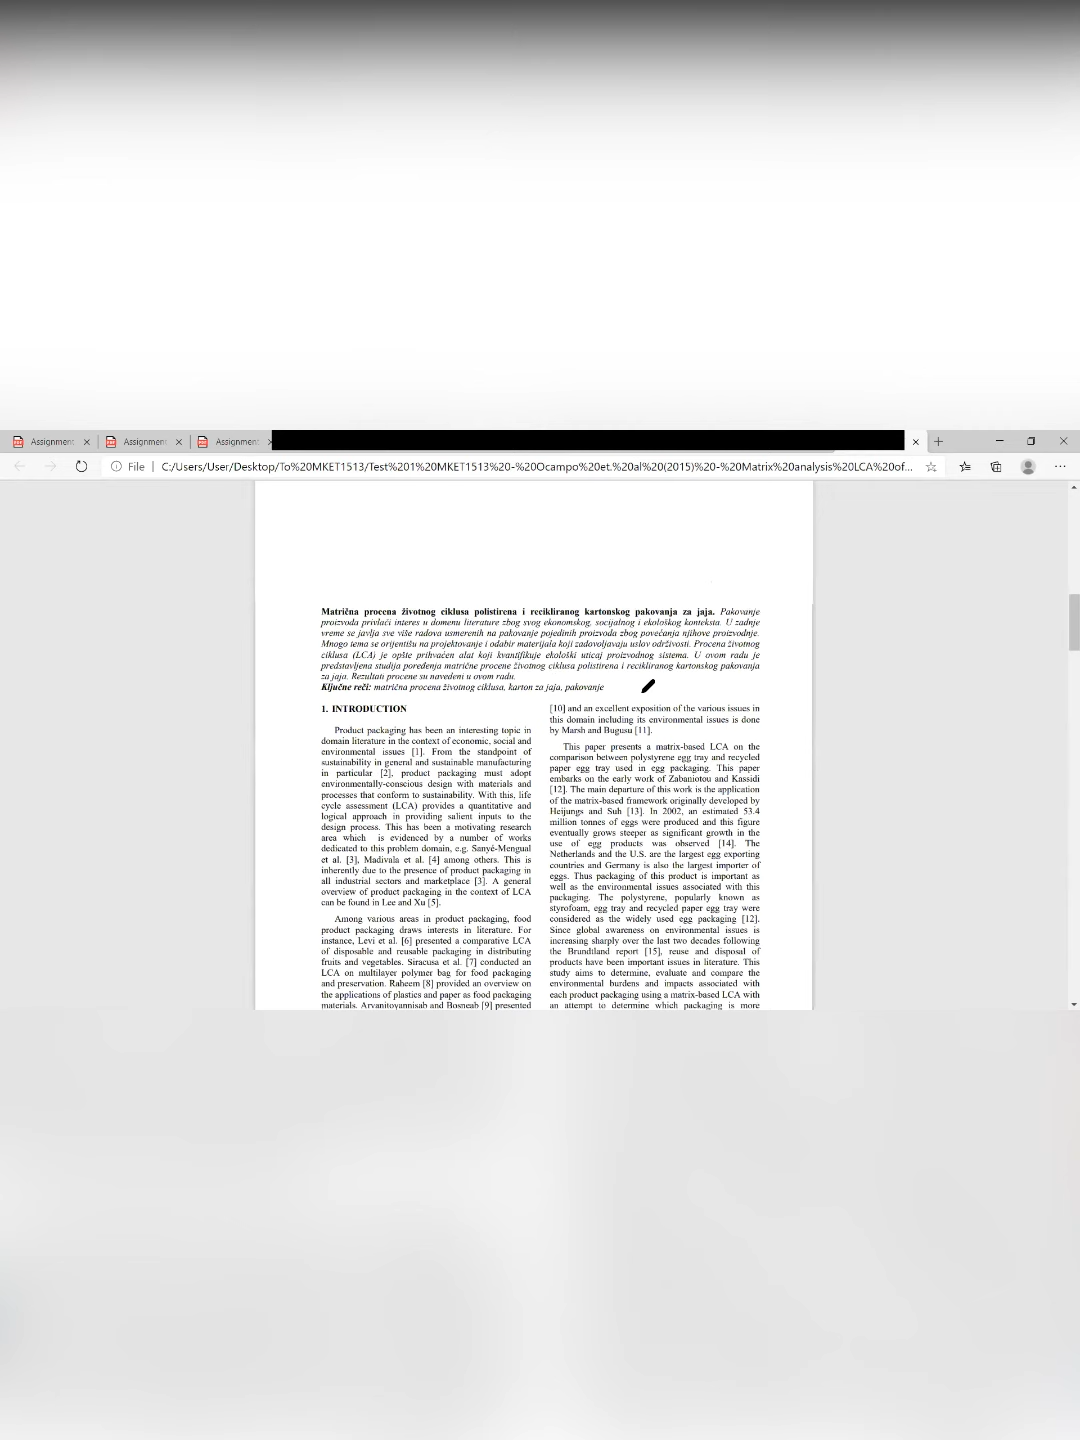 Assignment
Assignment
Assignment
File | C:/Users/User/Desktop/To%20MKET1513/Test%201%20MKET1513%20-%20Ocampo%20et.%20al%20(2015)%20-%20Matrix%20analysis%20LCA%20of...
Matrična procena životnog ciklusa polistirena i recikliranog kartonskog pakovanja za jaja. Pakovanje
proizvoda privlači interes u domenu literature zbog svog ekonomskog, socijalnog i ekološkog konteksta. U zadnje
vreme se javlja sve više radova usmerenih na pakovanje pojedinih proizvoda zbog povećanja njihove proizvodnje.
Mnogo tema se orijentišu na projektovanje i odabir materijala koji zadovoljavaju uslov održivosti. Procena životnog
ciklusa (LCA) je opšte prihvaćen alat koji kvantifikuje ekološki uticaj proizvodnog sistema. U ovom radu je
predstavljena studija poređenja matrične procene životnog ciklusa polistirena i recikliranog kartonskog pakovanja
za jaja. Rezultati procene su navedeni u ovom radu.
Ključne reči: matrična procena životnog ciklusa, karton za jaja, pakovanje
1. INTRODUCTION
Product packaging has been an interesting topic in
domain literature in the context of economic, social and
environmental issues [1]. From the standpoint of
sustainability in general and sustainable manufacturing
in particular [2], product packaging must adopt
environmentally-conscious design with materials and
processes that conform to sustainability. With this, life
cycle assessment (LCA) provides a quantitative and
logical approach in providing salient inputs to the
design process. This has been a motivating research
area which is evidenced by a number of works
dedicated to this problem domain, e.g. Sanyé-Mengual
et al. [3], Madivala et al. [4] among others. This is
inherently due to the presence of product packaging in
all industrial sectors and marketplace [3]. A general
overview of product packaging in the context of LCA
can be found in Lee and Xu [5].
Among various areas in product packaging, food
product packaging draws interests in literature. For
instance, Levi et al. [6] presented a comparative LCA
of disposable and reusable packaging in distributing
fruits and vegetables. Siracusa et al. [7] conducted an
LCA on multilayer polymer bag for food packaging
and preservation. Raheem [8] provided an overview on
the applications of plastics and paper as food packaging
materials. Arvanitoyannisab and Bosneab [9] presented
[10] and an excellent exposition of the various issues in
this domain including its environmental issues is done
by Marsh and Bugusu [11].
This paper presents a matrix-based LCA on the
comparison between polystyrene egg tray and recycled
paper egg tray used in egg packaging. This paper
embarks on the early work of Zabaniotou and Kassidi
[12]. The main departure of this work is the application
of the matrix-based framework originally developed by
Heijungs and Suh [13]. In 2002, an estimated 53.4
million tonnes of eggs were produced and this figure
eventually grows steeper as significant growth in the
use of egg products was observed [14]. The
Netherlands and the U.S. are the largest egg exporting
countries and Germany is also the largest importer of
eggs. Thus packaging of this product is important as
well as the environmental issues associated with this
packaging. The polystyrene, popularly known as
styrofoam, egg tray and recycled paper egg tray were
considered as the widely used egg packaging [12].
Since global awareness on environmental issues is
increasing sharply over the last two decades following
the Brundtland report [15], reuse and disposal of
products have been important issues in literature. This
study aims to determine, evaluate and compare the
environmental burdens and impacts associated with
each product packaging using a matrix-based LCA with
an attempt to determine which packaging is more